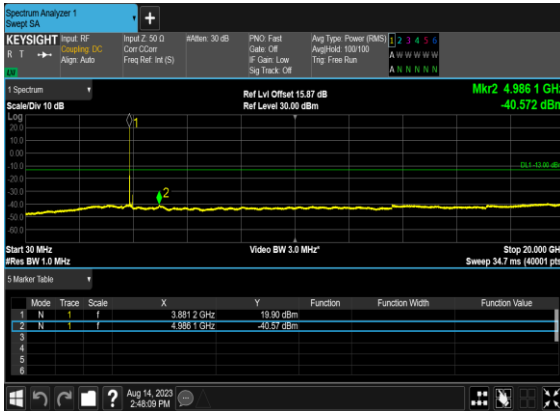 Spectrum Analyzer 1
Swept SA
+
KEYSIGHT Input: RF Input Z: 50 Ω #Atten: 30 dB PNO: Fast Avg Type: Power (RMS) 1 2 3 4 5 6
R T Coupling: DC Corr CCorr Gate: Off Avg|Hold: 100/100 A W W W W W
Align: Auto Freq Ref: Int (S) IF Gain: Low Trig: Free Run
Sig Track: Off A N N N N N
1 Spectrum
Scale/Div 10 dB
Ref Lvl Offset 15.87 dB
Ref Level 30.00 dBm
Mkr2 4.986 1 GHz
-40.572 dBm
Log
20.0
10.0
0.00
-10.0
DL1 -13.00 dBm
-20.0
-30.0
-40.0
-50.0
-60.0
1
2
Start 30 MHz Video BW 3.0 MHz* Stop 20.000 GH
#Res BW 1.0 MHz Sweep 34.7 ms (40001 pts
5 Marker Table
Mode Trace Scale X Y Function Function Width Function Value
1 N 1 f 3.881 2 GHz 19.90 dBm
2 N 1 f 4.986 1 GHz -40.57 dBm
3
4
5
6
? Aug 14, 2023
2:48:09 PM